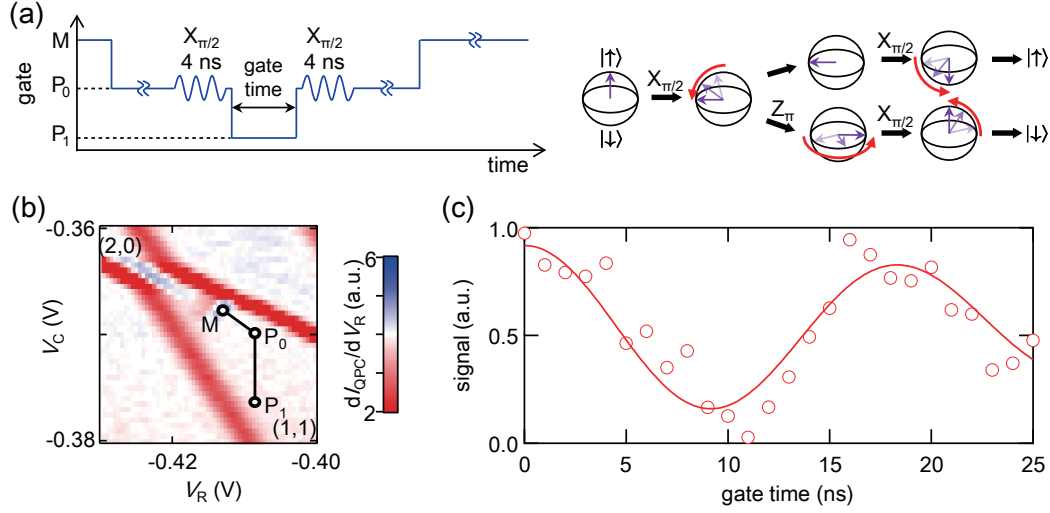 (a)
M
P0
P1
gate
Xπ/2
4 ns
gate
time
Xπ/2
4 ns
time
|↑⟩
|↓⟩
Xπ/2
Zπ
Xπ/2
|↑⟩
Xπ/2
|↓⟩
(b)
-0.36
-0.38
VC (V)
(2,0)
M
P0
P1
(1,1)
-0.42
-0.40
VR (V)
6
2
dIQPC/dVR (a.u.)
(c)
1.0
0.5
0.0
signal (a.u.)
0
5
10
15
20
25
gate time (ns)